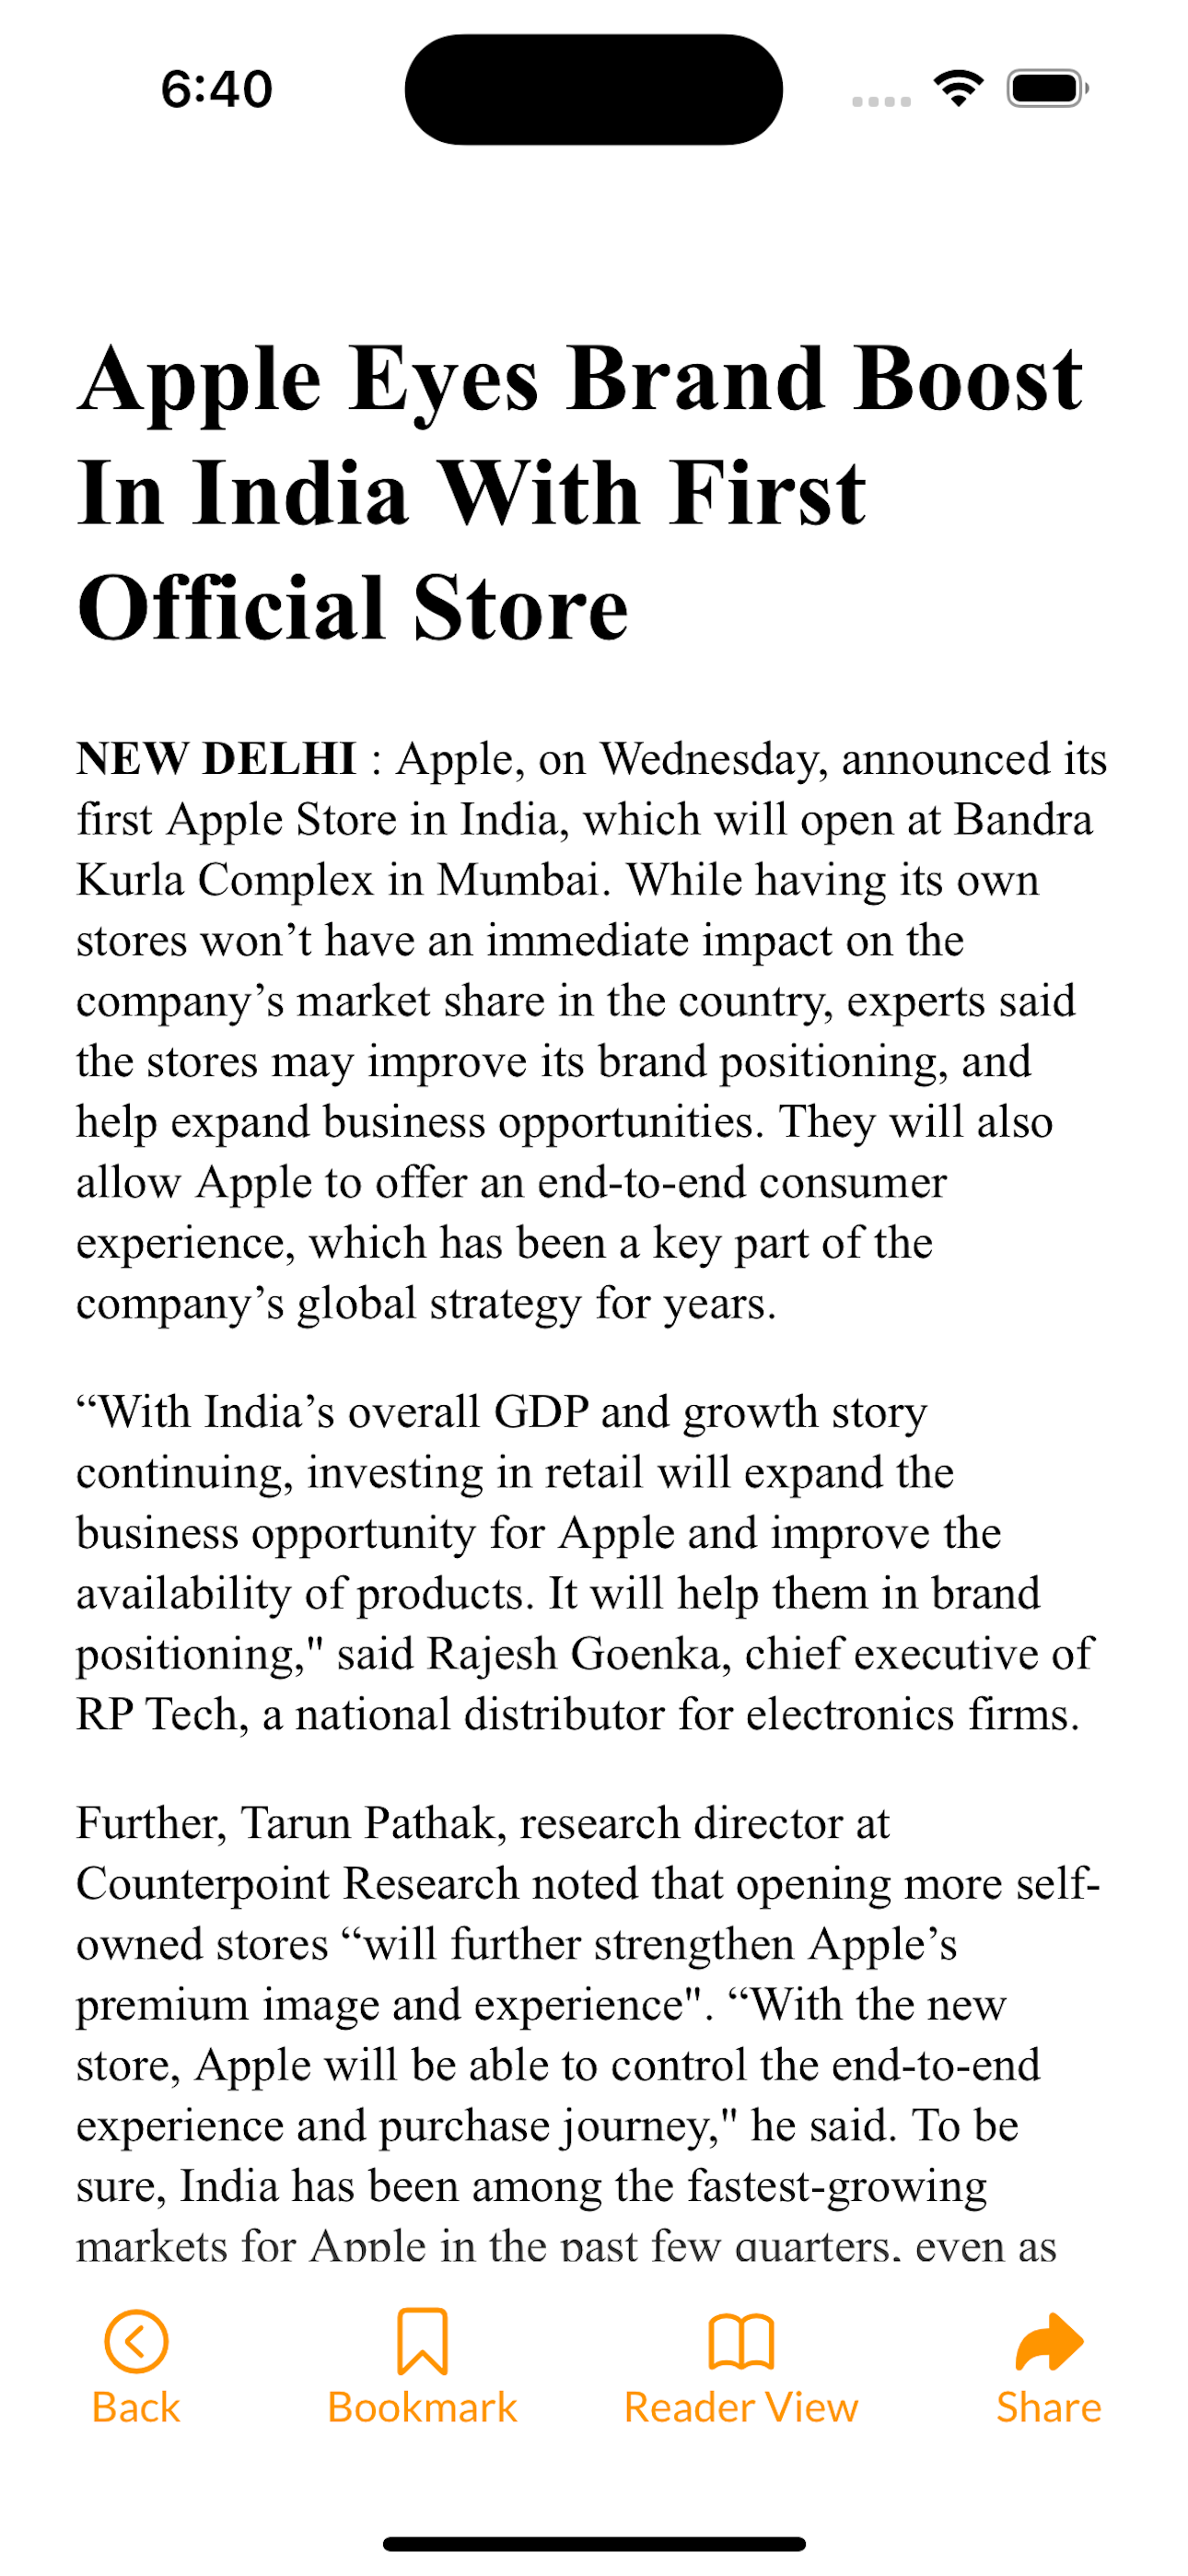 6:40
Apple Eyes Brand Boost
In India With First
Official Store
NEW DELHI : Apple, on Wednesday, announced its
first Apple Store in India, which will open at Bandra
Kurla Complex in Mumbai. While having its own
stores won’t have an immediate impact on the
company’s market share in the country, experts said
the stores may improve its brand positioning, and
help expand business opportunities. They will also
allow Apple to offer an end-to-end consumer
experience, which has been a key part of the
company’s global strategy for years.
“With India’s overall GDP and growth story
continuing, investing in retail will expand the
business opportunity for Apple and improve the
availability of products. It will help them in brand
positioning," said Rajesh Goenka, chief executive of
RP Tech, a national distributor for electronics firms.
Further, Tarun Pathak, research director at
Counterpoint Research noted that opening more self-
owned stores “will further strengthen Apple’s
premium image and experience". “With the new
store, Apple will be able to control the end-to-end
experience and purchase journey," he said. To be
sure, India has been among the fastest-growing
markets for Apple in the past few quarters, even as
Back
Bookmark
Reader View
Share